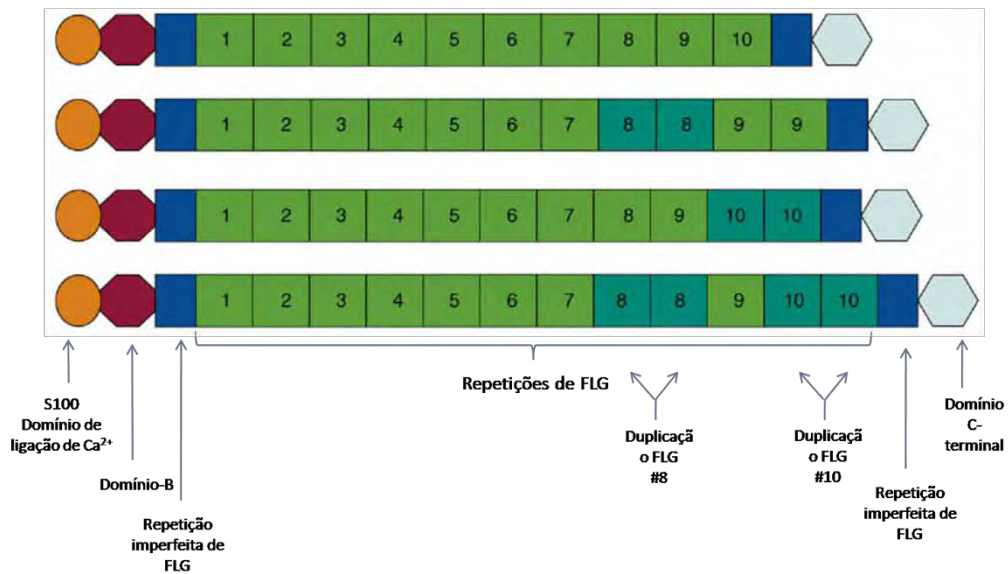 1 2 3 4 5 6 7 8 9 10
1 2 3 4 5 6 7 8 8 9 9
1 2 3 4 5 6 7 8 9 10 10
1 2 3 4 5 6 7 8 8 9 10 10
Repetições de FLG
S100
Domínio de
ligação de Ca²⁺
Domínio-B
Repetição
imperfeita de
FLG
Duplicaçã
o FLG
#8
Duplicaçã
o FLG
#10
Repetição
imperfeita de
FLG
Domínio
C-
terminal